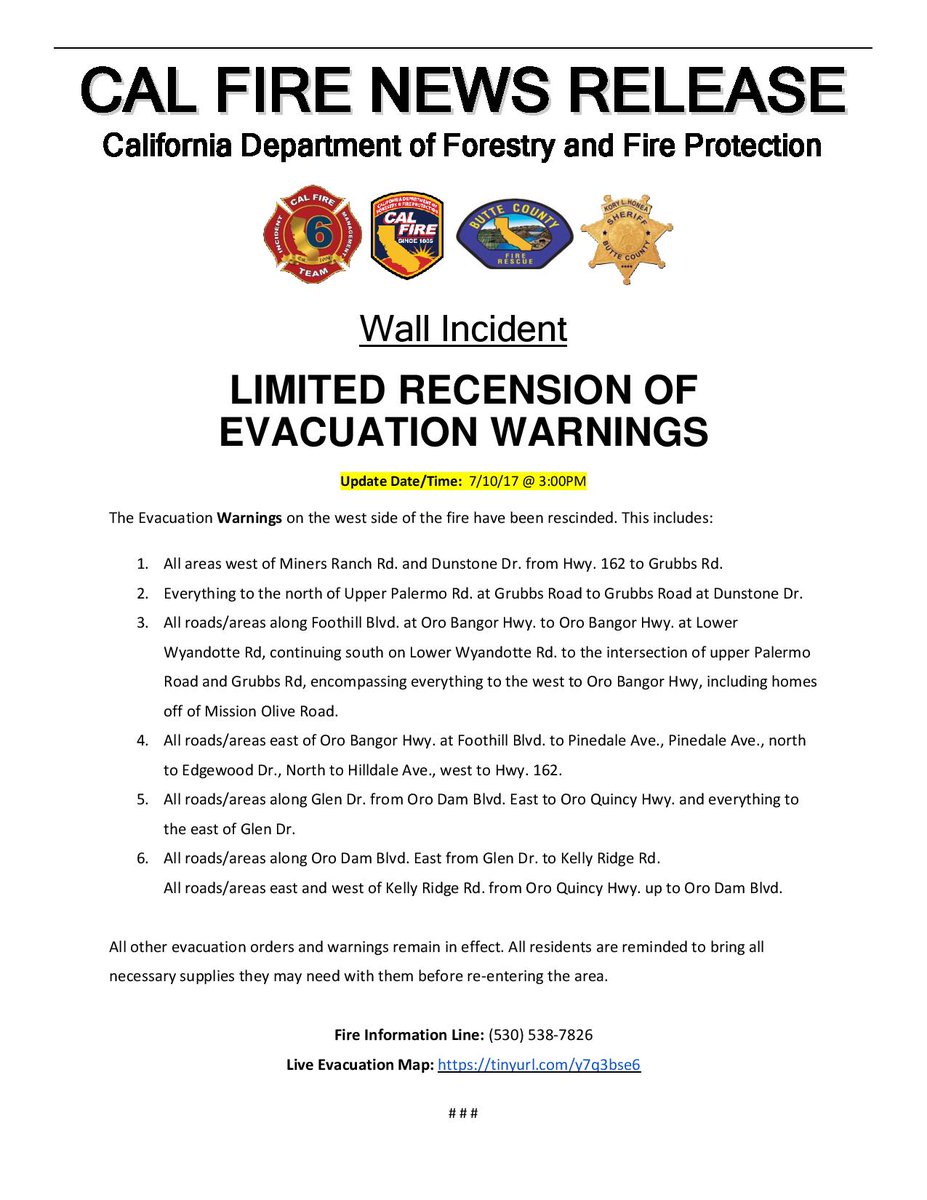 CAL FIRE NEWS RELEASE
California Department of Forestry and Fire Protection
CAL FIRE
INCIDENT
6
MANAGEMENT
TEAM
CALIFORNIA DEPARTMENT OF
FORESTRY & FIRE PROTECTION
CAL
FIRE
SINCE 1885
BUTTE COUNTY
FIRE
RESCUE
KORY L. HONEA
SHERIFF
BUTTE COUNTY
Wall Incident
LIMITED RECENSION OF
EVACUATION WARNINGS
Update Date/Time: 7/10/17 @ 3:00PM
The Evacuation Warnings on the west side of the fire have been rescinded. This includes:
1. All areas west of Miners Ranch Rd. and Dunstone Dr. from Hwy. 162 to Grubbs Rd.
2. Everything to the north of Upper Palermo Rd. at Grubbs Road to Grubbs Road at Dunstone Dr.
3. All roads/areas along Foothill Blvd. at Oro Bangor Hwy. to Oro Bangor Hwy. at Lower
Wyandotte Rd, continuing south on Lower Wyandotte Rd. to the intersection of upper Palermo
Road and Grubbs Rd, encompassing everything to the west to Oro Bangor Hwy, including homes
off of Mission Olive Road.
4. All roads/areas east of Oro Bangor Hwy. at Foothill Blvd. to Pinedale Ave., Pinedale Ave., north
to Edgewood Dr., North to Hilldale Ave., west to Hwy. 162.
5. All roads/areas along Glen Dr. from Oro Dam Blvd. East to Oro Quincy Hwy. and everything to
the east of Glen Dr.
6. All roads/areas along Oro Dam Blvd. East from Glen Dr. to Kelly Ridge Rd.
All roads/areas east and west of Kelly Ridge Rd. from Oro Quincy Hwy. up to Oro Dam Blvd.
All other evacuation orders and warnings remain in effect. All residents are reminded to bring all
necessary supplies they may need with them before re-entering the area.
Fire Information Line: (530) 538-7826
Live Evacuation Map: https://tinyurl.com/y7q3bse6
# # #